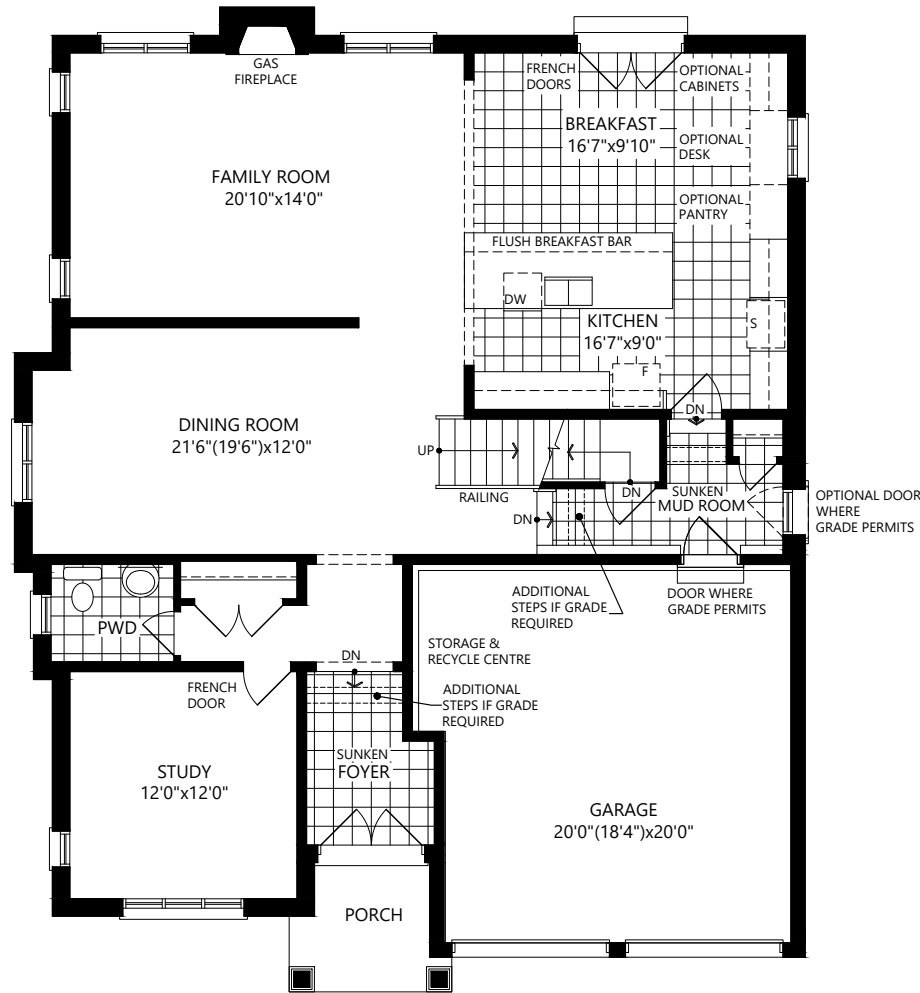 GAS
FIREPLACE
FRENCH
DOORS
OPTIONAL
CABINETS
BREAKFAST
16'7"x9'10"
OPTIONAL
DESK
FAMILY ROOM
20'10"x14'0"
OPTIONAL
PANTRY
FLUSH BREAKFAST BAR
DW
KITCHEN
16'7"x9'0"
S
F
DINING ROOM
21'6"(19'6")x12'0"
DN
UP
RAILING
DN
SUNKEN
MUD ROOM
DN
OPTIONAL DOOR
WHERE
GRADE PERMITS
ADDITIONAL
STEPS IF GRADE
REQUIRED
DOOR WHERE
GRADE PERMITS
PWD
STORAGE &
RECYCLE CENTRE
DN
FRENCH
DOOR
ADDITIONAL
STEPS IF GRADE
REQUIRED
SUNKEN
FOYER
STUDY
12'0"x12'0"
GARAGE
20'0"(18'4")x20'0"
PORCH